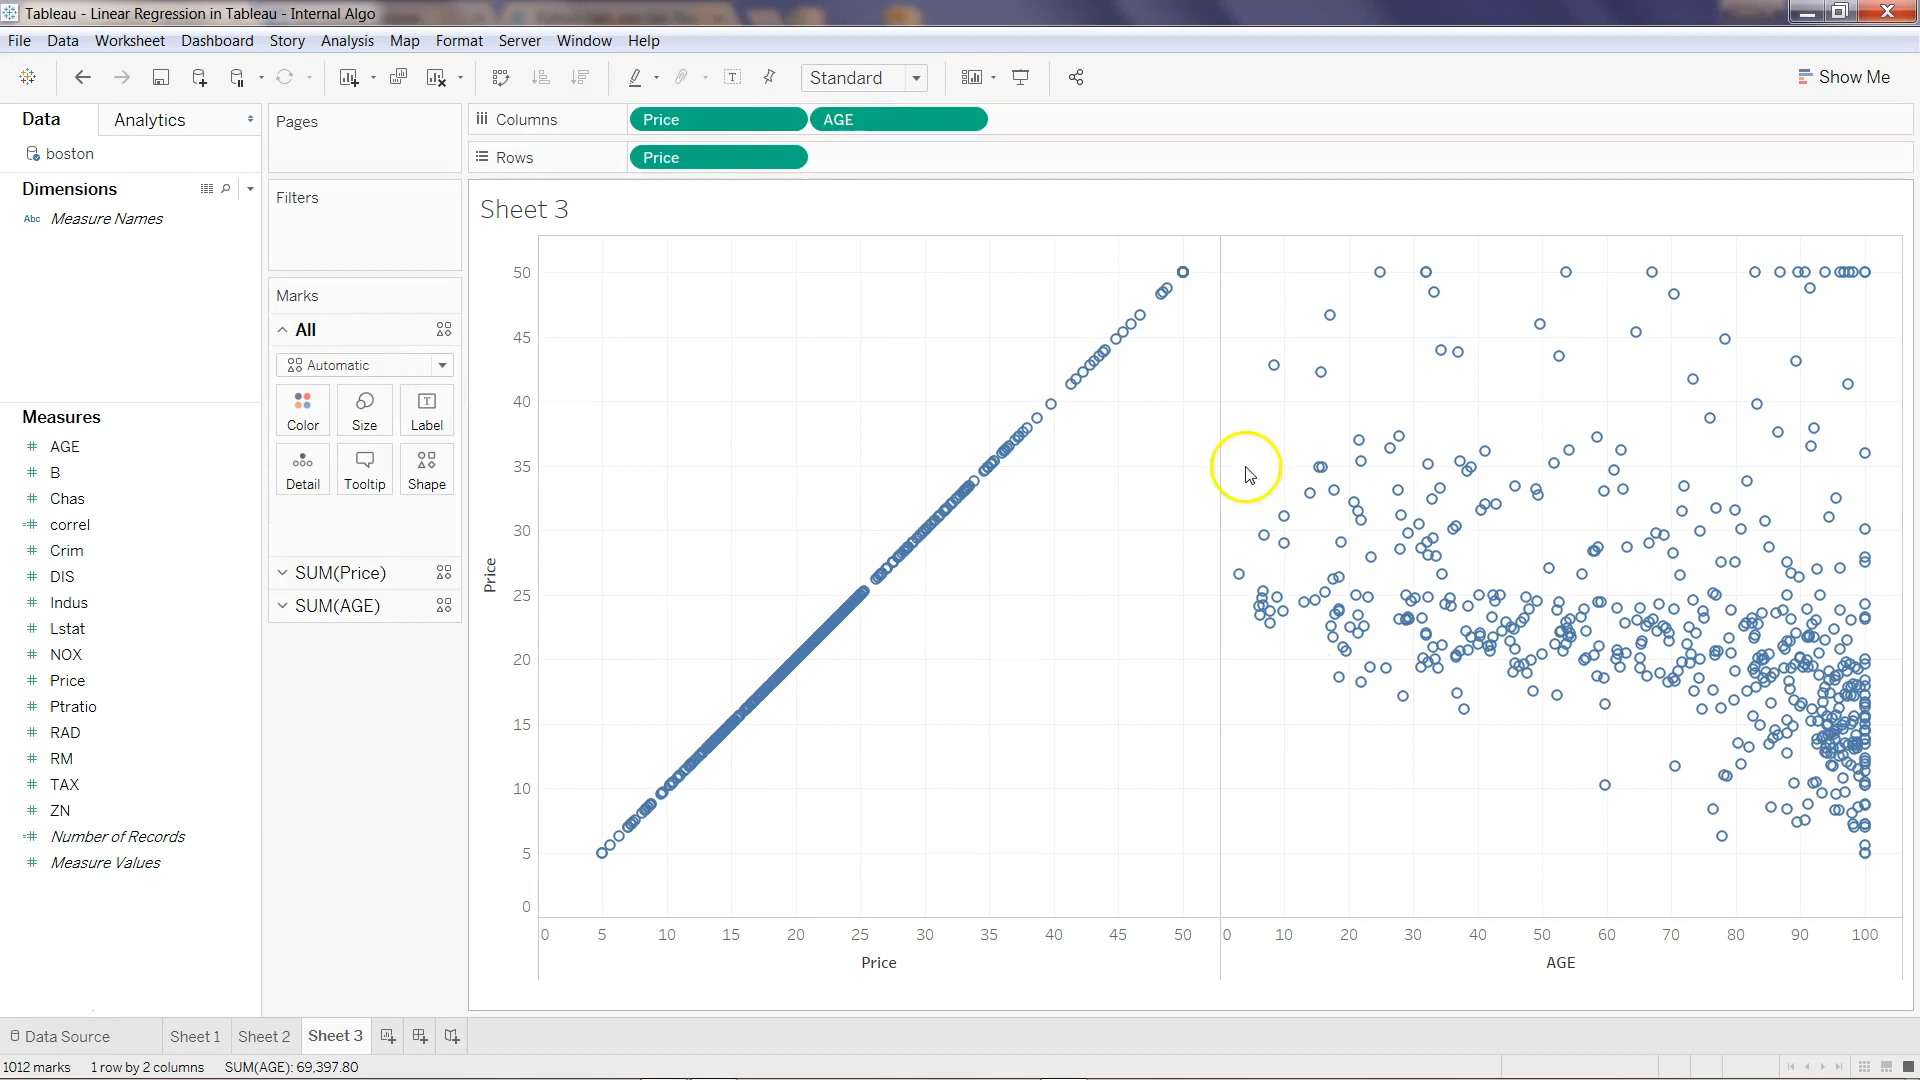 Tableau - Linear Regression in Tableau - Internal Algo
File Data Worksheet Dashboard Story Analysis Map Format Server Window Help
Standard
Show Me
Data
Analytics
Pages
Columns
Price
AGE
boston
Rows
Price
Dimensions
Filters
Abc Measure Names
Sheet 3
Marks
All
Automatic
Color
Size
T
Label
Detail
Tooltip
Shape
SUM(Price)
SUM(AGE)
Measures
# AGE
# B
# Chas
=# correl
# Crim
# DIS
# Indus
# Lstat
# NOX
# Price
# Ptratio
# RAD
# RM
# TAX
# ZN
=# Number of Records
# Measure Values
50
45
40
35
30
25
20
15
10
5
0
Price
0 5 10 15 20 25 30 35 40 45 50
0 10 20 30 40 50 60 70 80 90 100
Price
AGE
Data Source
Sheet 1
Sheet 2
Sheet 3
1012 marks
1 row by 2 columns
SUM(AGE): 69,397.80